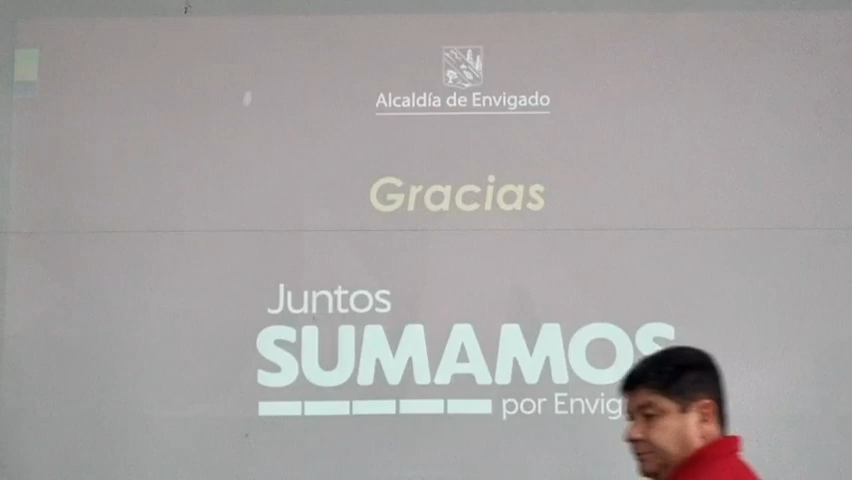 Alcaldía de Envigado
Gracias
Juntos
SUMAMOS
por Envig